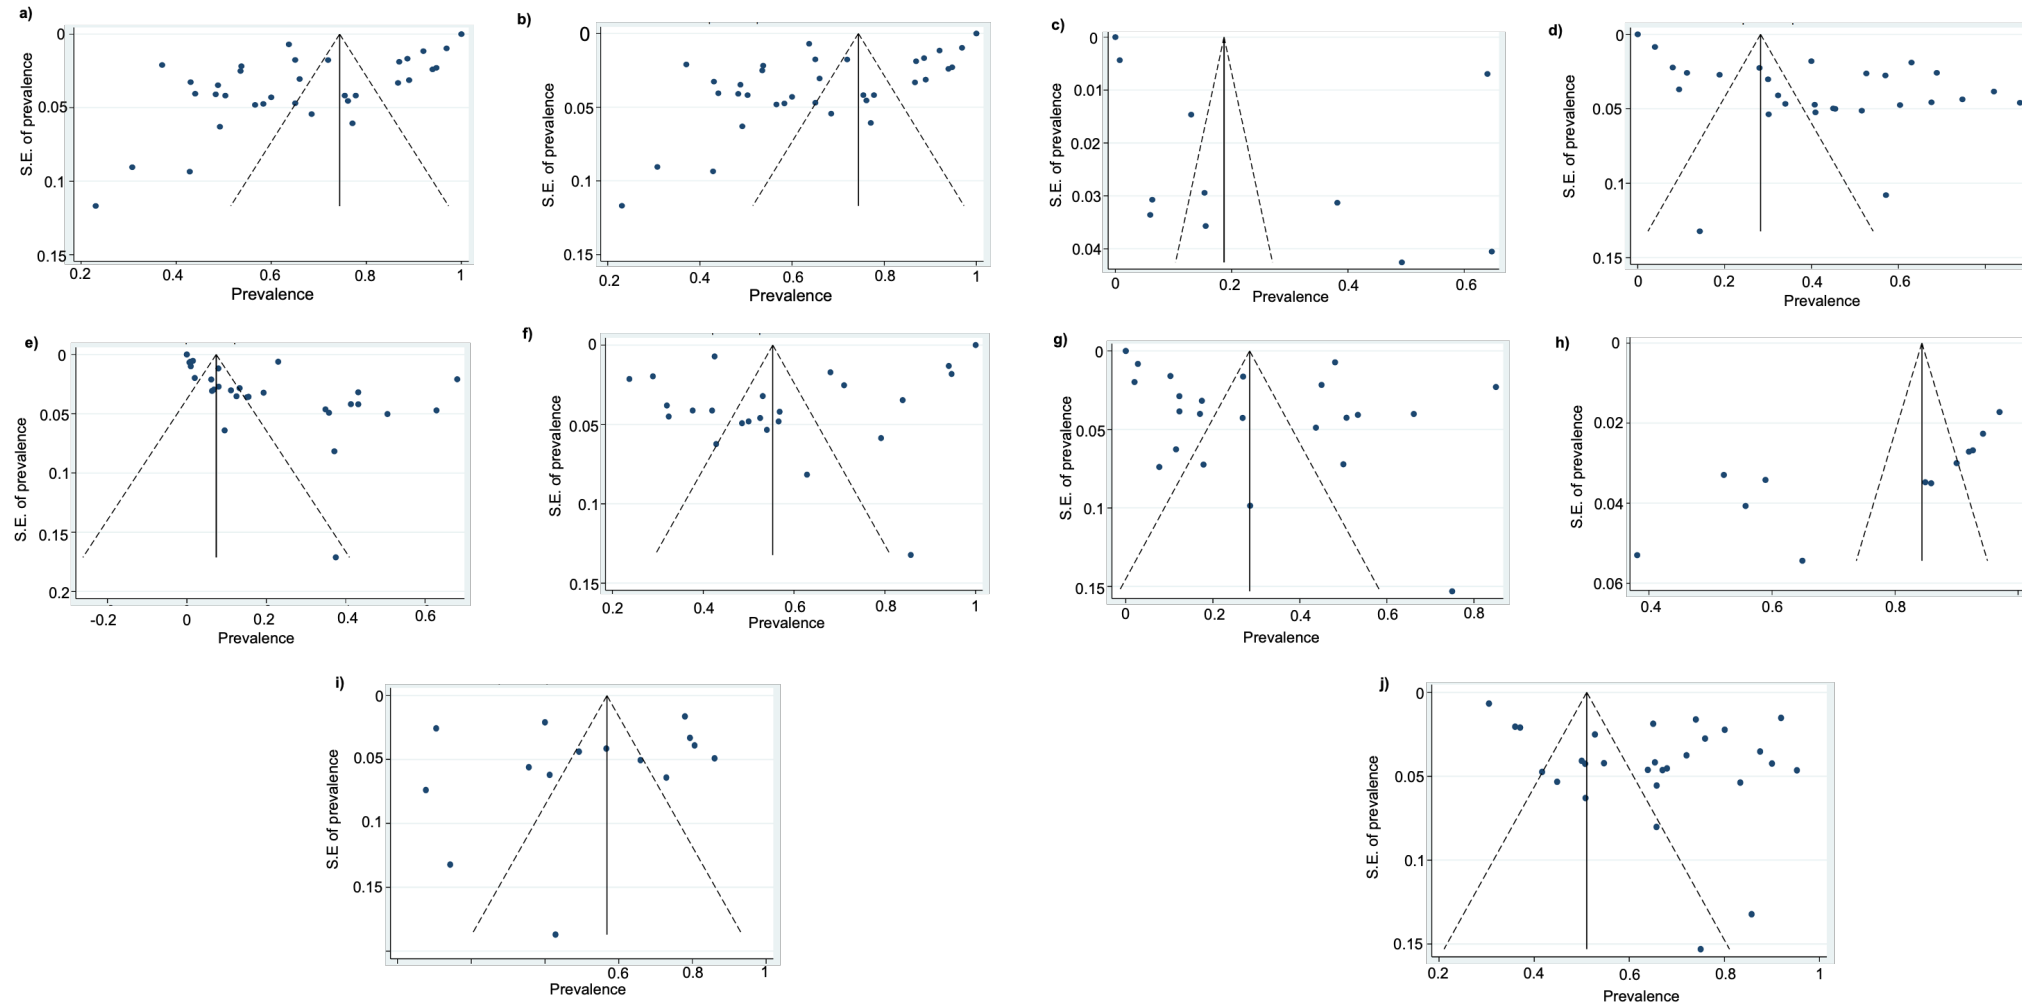 a)
S.E. of prevalence
0
0.05
0.1
0.15
0.2 0.4 0.6 0.8 1
Prevalence
b)
S.E. of prevalence
0
0.05
0.1
0.15
0.2 0.4 0.6 0.8 1
Prevalence
c)
S.E. of prevalence
0
0.01
0.02
0.03
0.04
0 0.2 0.4 0.6
Prevalence
d)
S.E. of prevalence
0
0.05
0.1
0.15
0 0.2 0.4 0.6
Prevalence
e)
S.E. of prevalence
0
0.05
0.1
0.15
0.2
-0.2 0 0.2 0.4 0.6
Prevalence
f)
S.E. of prevalence
0
0.05
0.1
0.15
0.2 0.4 0.6 0.8 1
Prevalence
g)
S.E. of prevalence
0
0.05
0.1
0.15
0 0.2 0.4 0.6 0.8
Prevalence
h)
S.E. of prevalence
0
0.02
0.04
0.06
0.4 0.6 0.8
Prevalence
i)
S.E of prevalence
0
0.05
0.1
0.15
0.6 0.8 1
Prevalence
j)
S.E. of prevalence
0
0.05
0.1
0.15
0.2 0.4 0.6 0.8 1
Prevalence